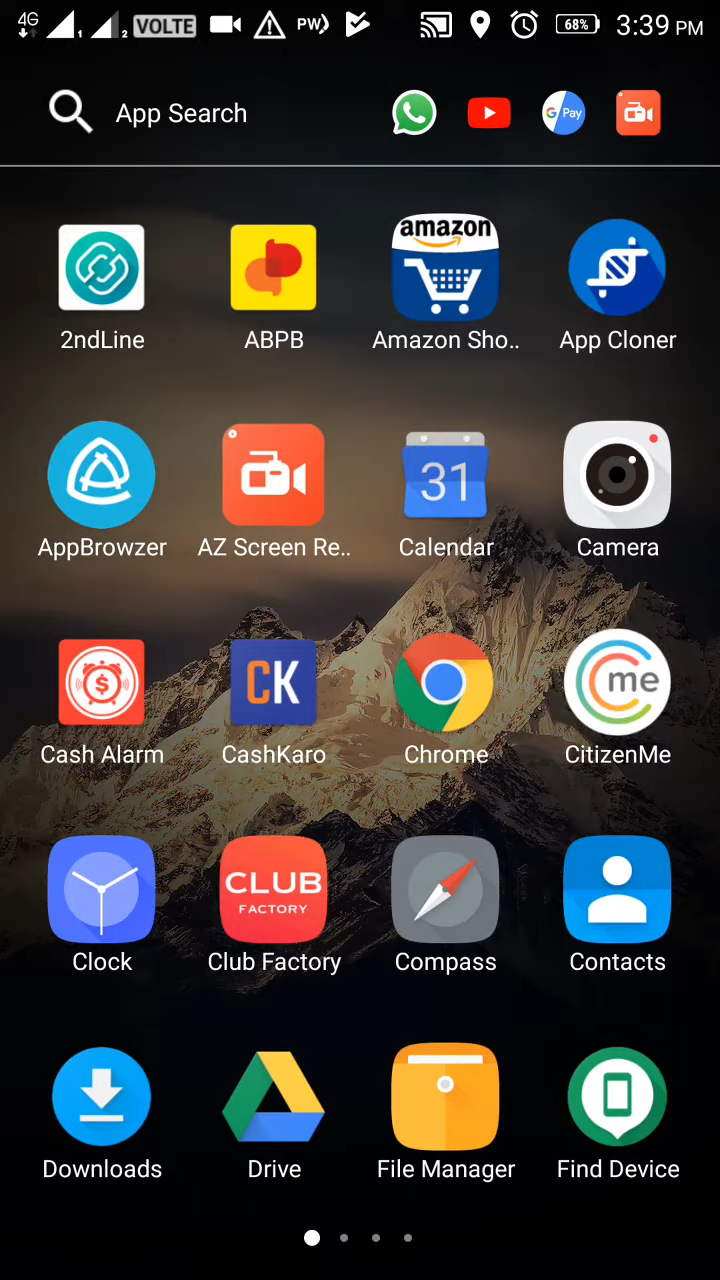 4G 1 2 VOLTE PW 68% 3:39 PM
App Search G Pay
amazon
2ndLine ABPB Amazon Sho.. App Cloner
31
AppBrowzer AZ Screen Re.. Calendar Camera
$ CK me
Cash Alarm CashKaro Chrome CitizenMe
CLUB
FACTORY
Clock Club Factory Compass Contacts
Downloads Drive File Manager Find Device